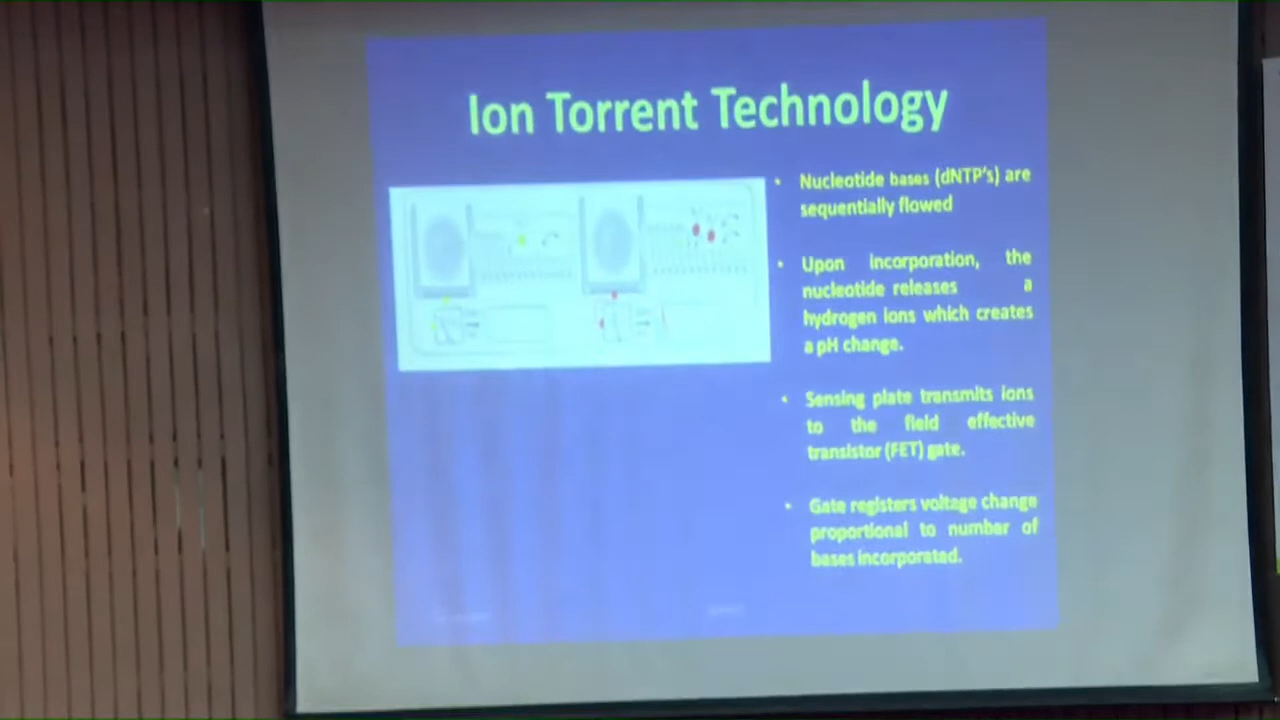 Ion Torrent Technology
• Nucleotide bases (dNTP's) are
sequentially flowed
• Upon incorporation, the
nucleotide releases a
hydrogen ions which creates
a pH change.
• Sensing plate transmits ions
to the field effective
transistor (FET) gate.
• Gate registers voltage change
proportional to number of
bases incorporated.